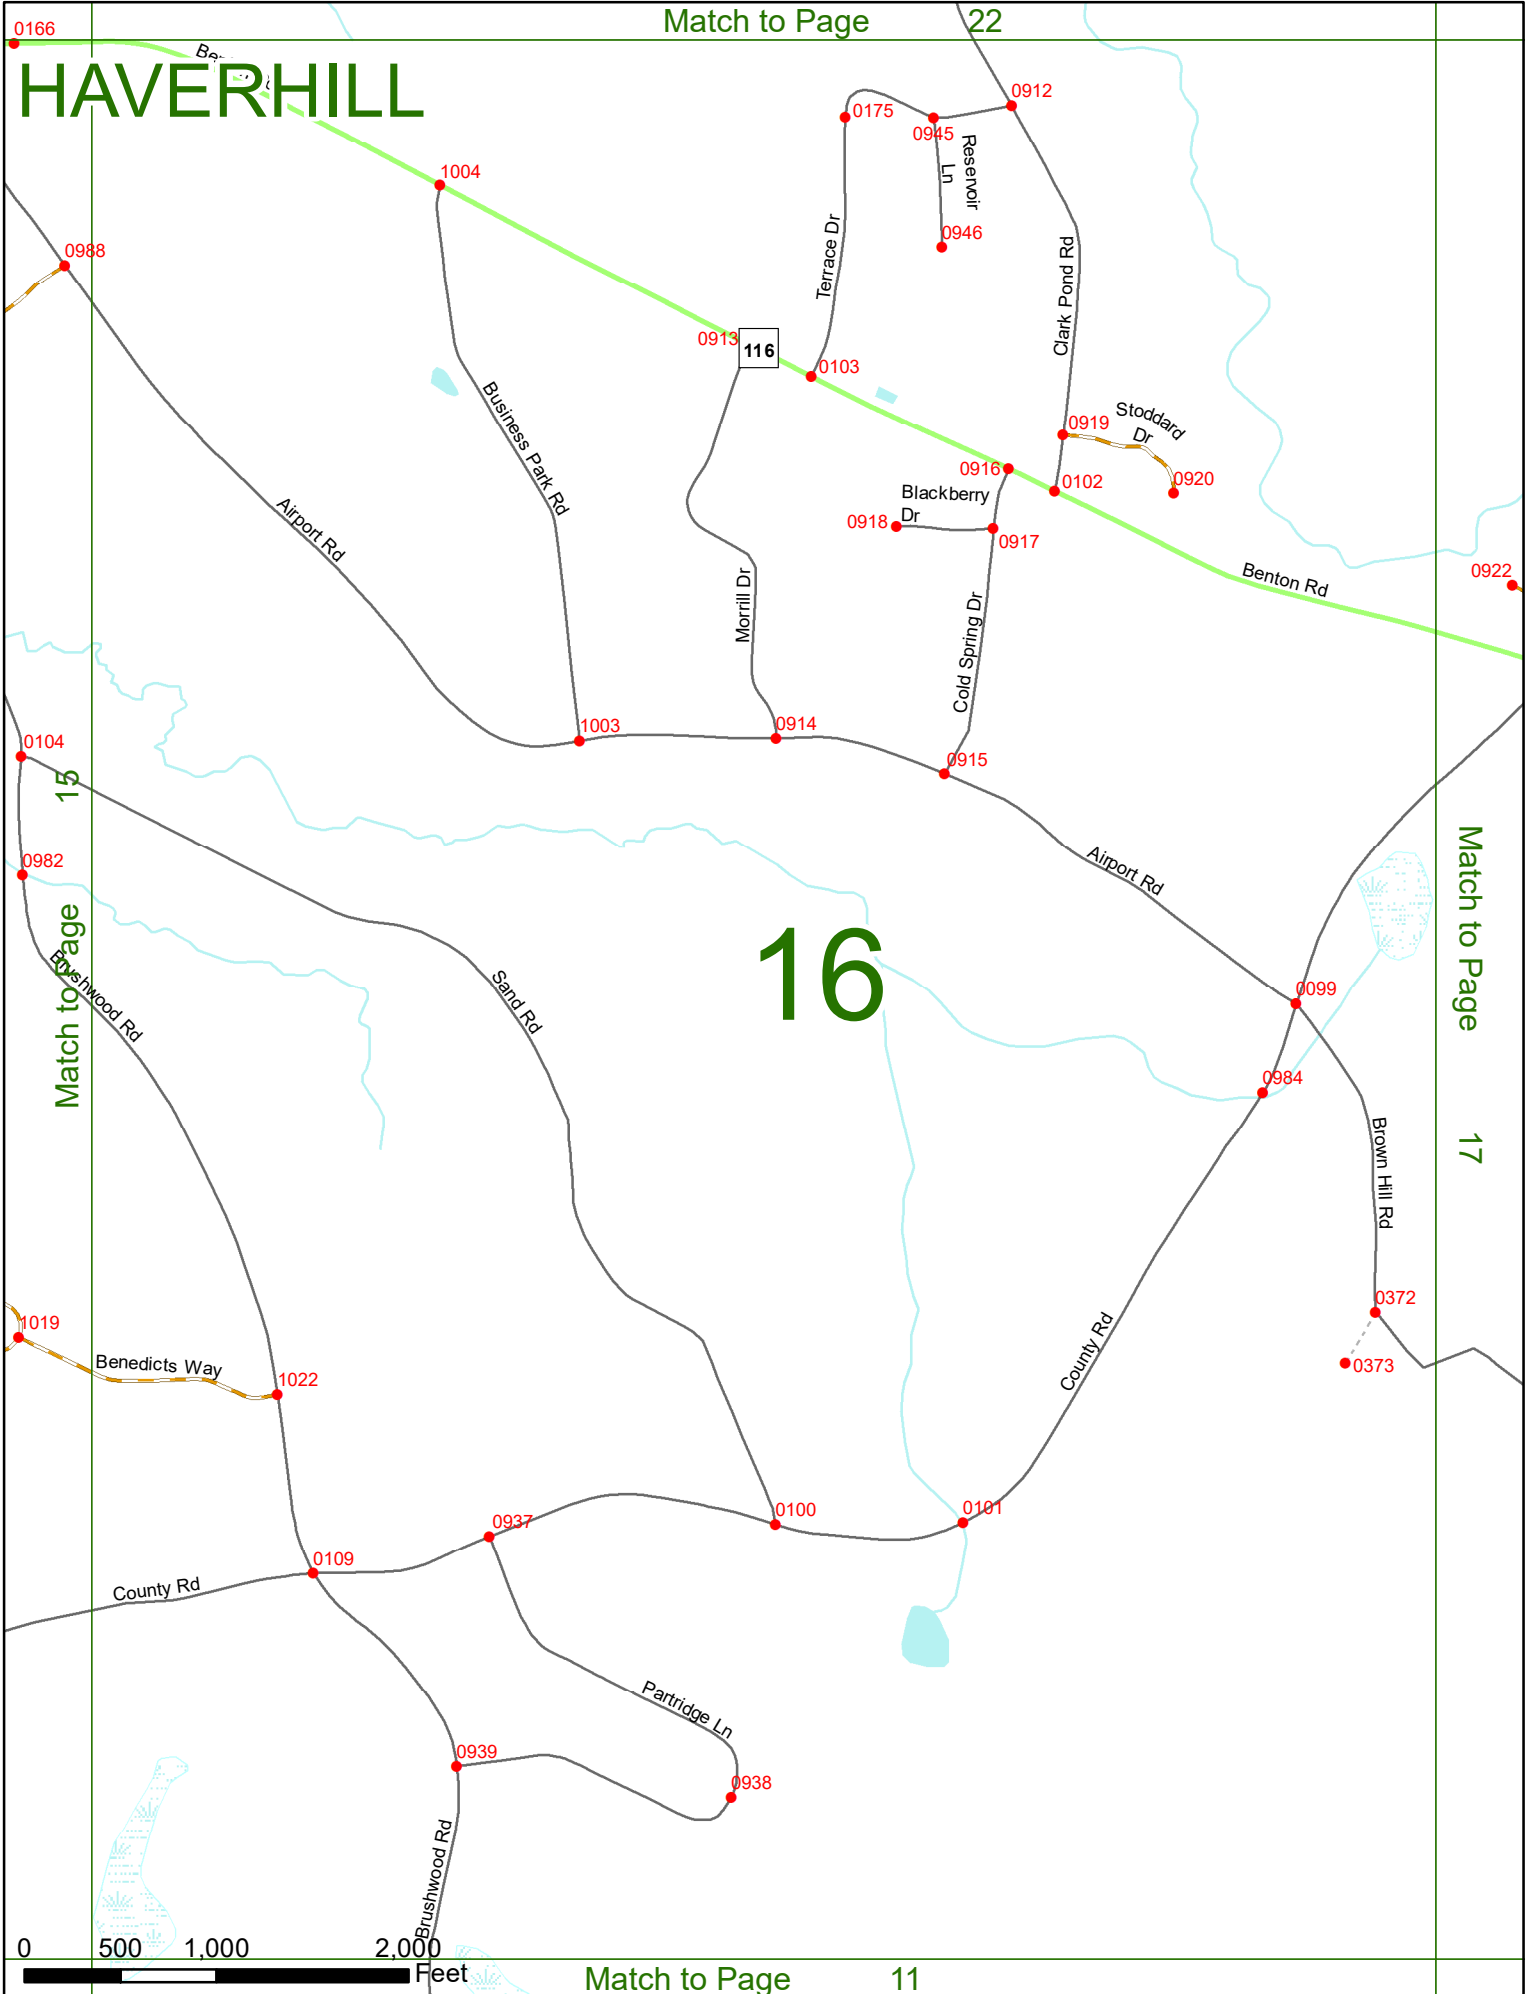 Match to Page 22
0166
HAVERHILL
0912
0175
0945
Reservoir
Ln
1004
0946
0988
Terrace Dr
Clark Pond Rd
0913
116
0103
Business Park Rd
Stoddard
Dr
0919
0916
0102
0920
Blackberry
Dr
0918
0917
Airport Rd
Benton Rd
0922
Morrill Dr
Cold Spring Dr
1003
0914
0104
0915
15
Match to Page
0982
Airport Rd
Match to Page
17
Brushwood Rd
16
Sand Rd
0099
0984
Brown Hill Rd
1019
0372
Benedicts Way
1022
County Rd
0373
0100
0101
0937
0109
County Rd
Partridge Ln
0939
0938
Brushwood Rd
0 500 1,000 2,000
Feet
Match to Page 11